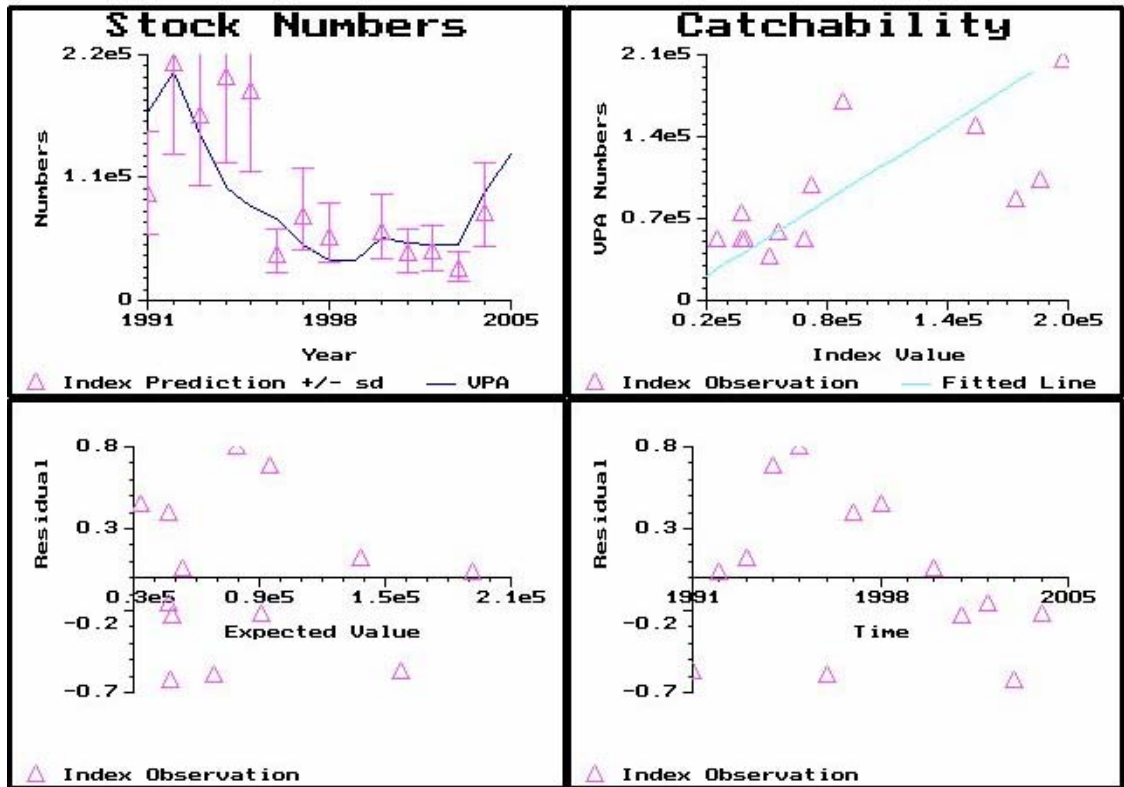 Stock Numbers
2.2e5
1.1e5
0
Numbers
1991 1998 2005
Year
Index Prediction +/- sd VPA
Catchability
2.1e5
1.4e5
0.7e5
0
VPA Numbers
0.2e5 0.8e5 1.4e5 2.0e5
Index Value
Index Observation Fitted Line
0.8
0.3
-0.2
-0.7
Residual
0.3e5 0.9e5 1.5e5 2.1e5
Expected Value
Index Observation
0.8
0.3
-0.2
-0.7
Residual
1991 1998 2005
Time
Index Observation